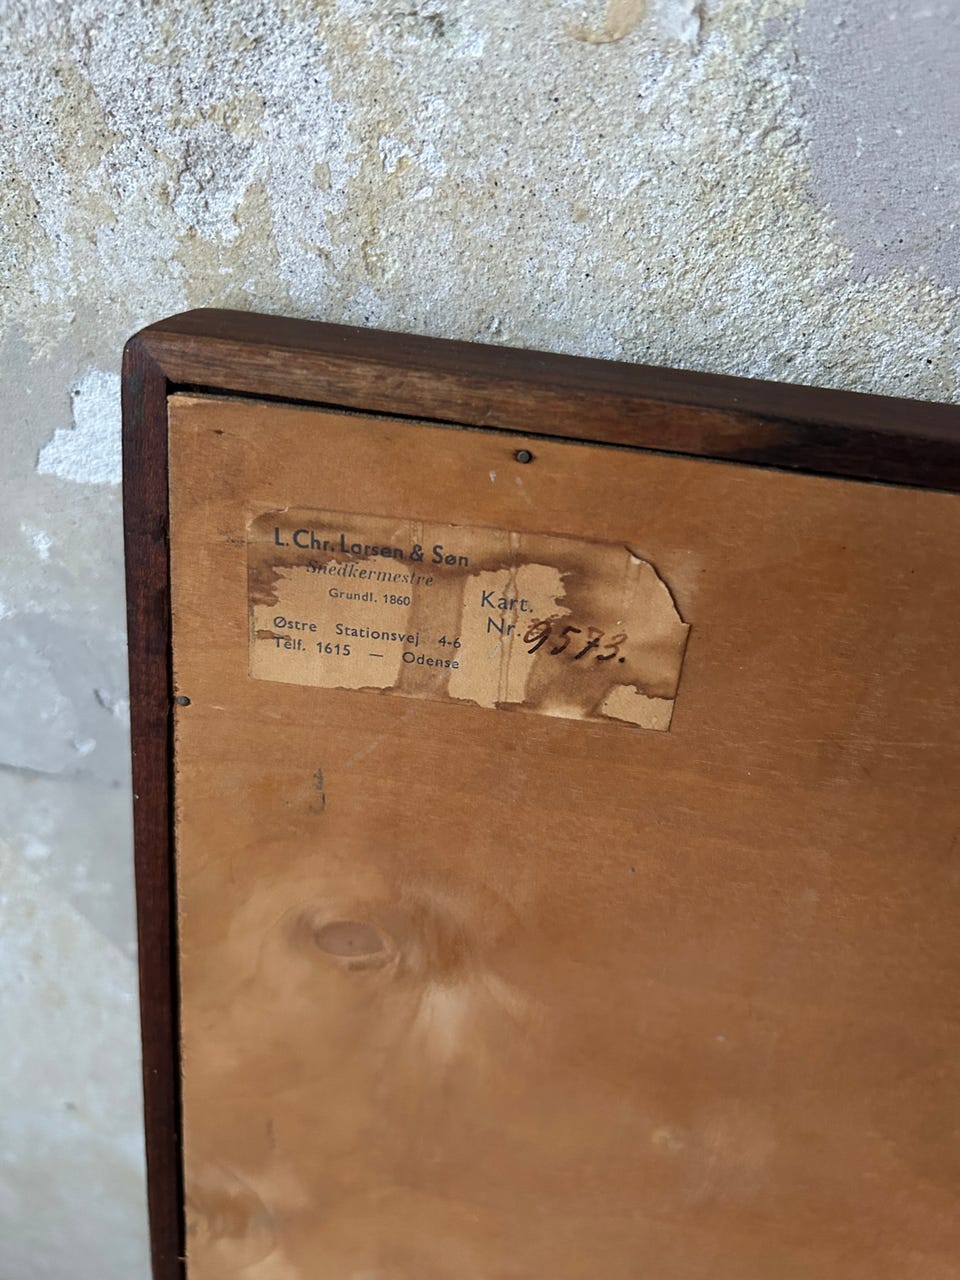 L. Chr. Larsen & Søn
Snedkermestre
Grundl. 1860
Østre Stationsvej 4-6
Telf. 1615 — Odense
Kart.
Nr. 9573.